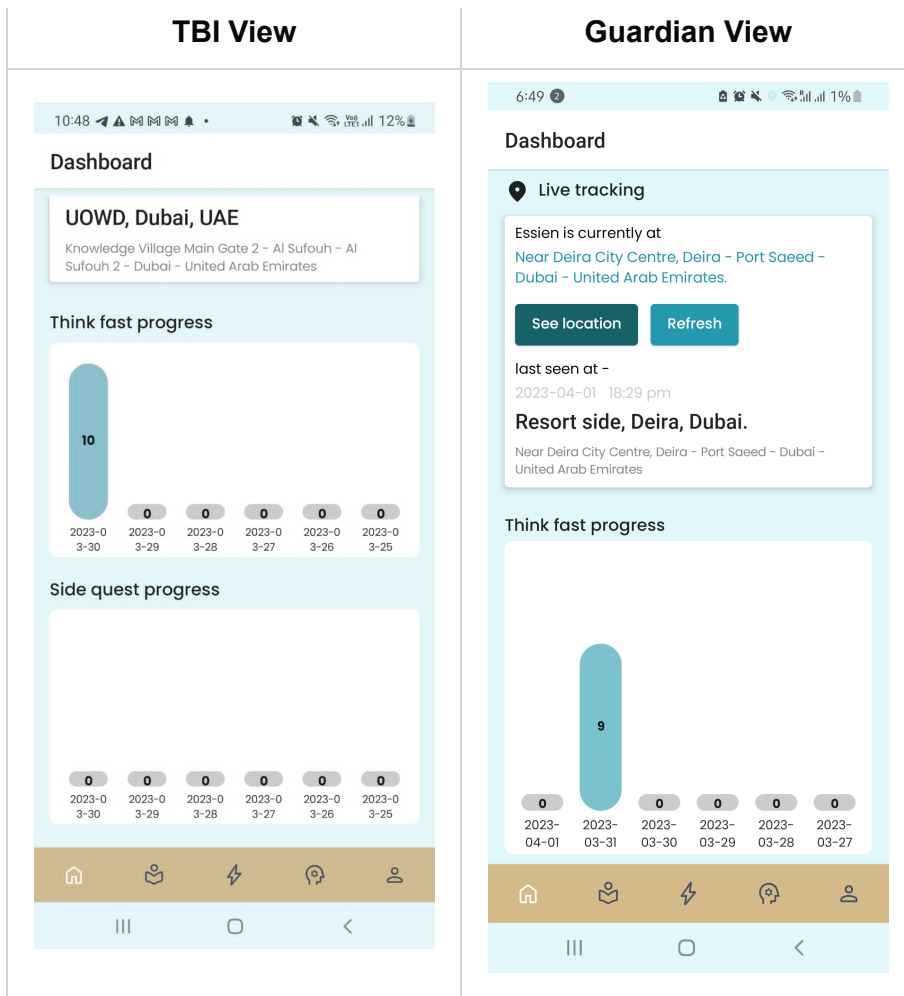 TBI View
10:48 12%
Dashboard
UOWD, Dubai, UAE
Knowledge Village Main Gate 2 - Al Sufouh - Al
Sufouh 2 - Dubai - United Arab Emirates
Think fast progress
10 0 0 0 0 0
2023-0 2023-0 2023-0 2023-0 2023-0 2023-0
3-30 3-29 3-28 3-27 3-26 3-25
Side quest progress
0 0 0 0 0 0
2023-0 2023-0 2023-0 2023-0 2023-0 2023-0
3-30 3-29 3-28 3-27 3-26 3-25
Guardian View
6:49 2 1%
Dashboard
Live tracking
Essien is currently at
Near Deira City Centre, Deira - Port Saeed -
Dubai - United Arab Emirates.
See location Refresh
last seen at -
2023-04-01 18:29 pm
Resort side, Deira, Dubai.
Near Deira City Centre, Deira - Port Saeed - Dubai -
United Arab Emirates
Think fast progress
0 9 0 0 0 0
2023- 2023- 2023- 2023- 2023- 2023-
04-01 03-31 03-30 03-29 03-28 03-27